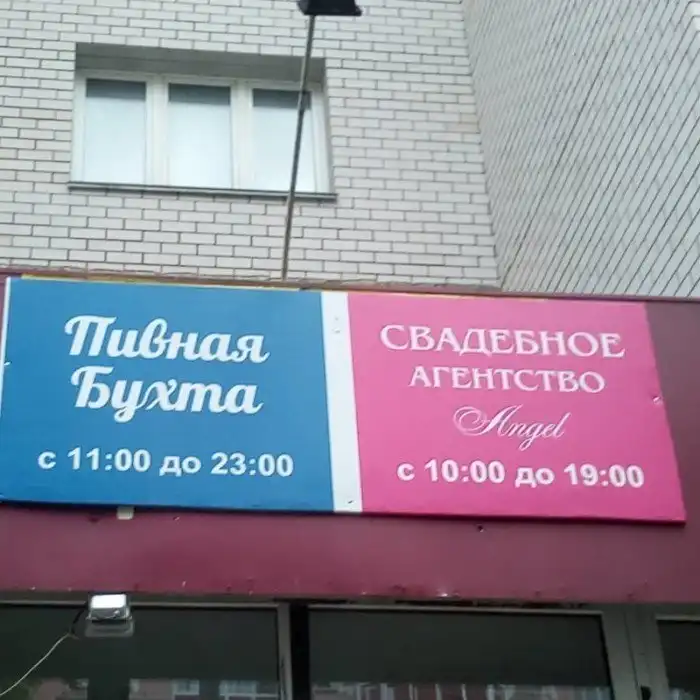 Пивная
Бухта
с 11:00 до 23:00
СВАДЕБНОЕ
АГЕНТСТВО
Angel
с 10:00 до 19:00